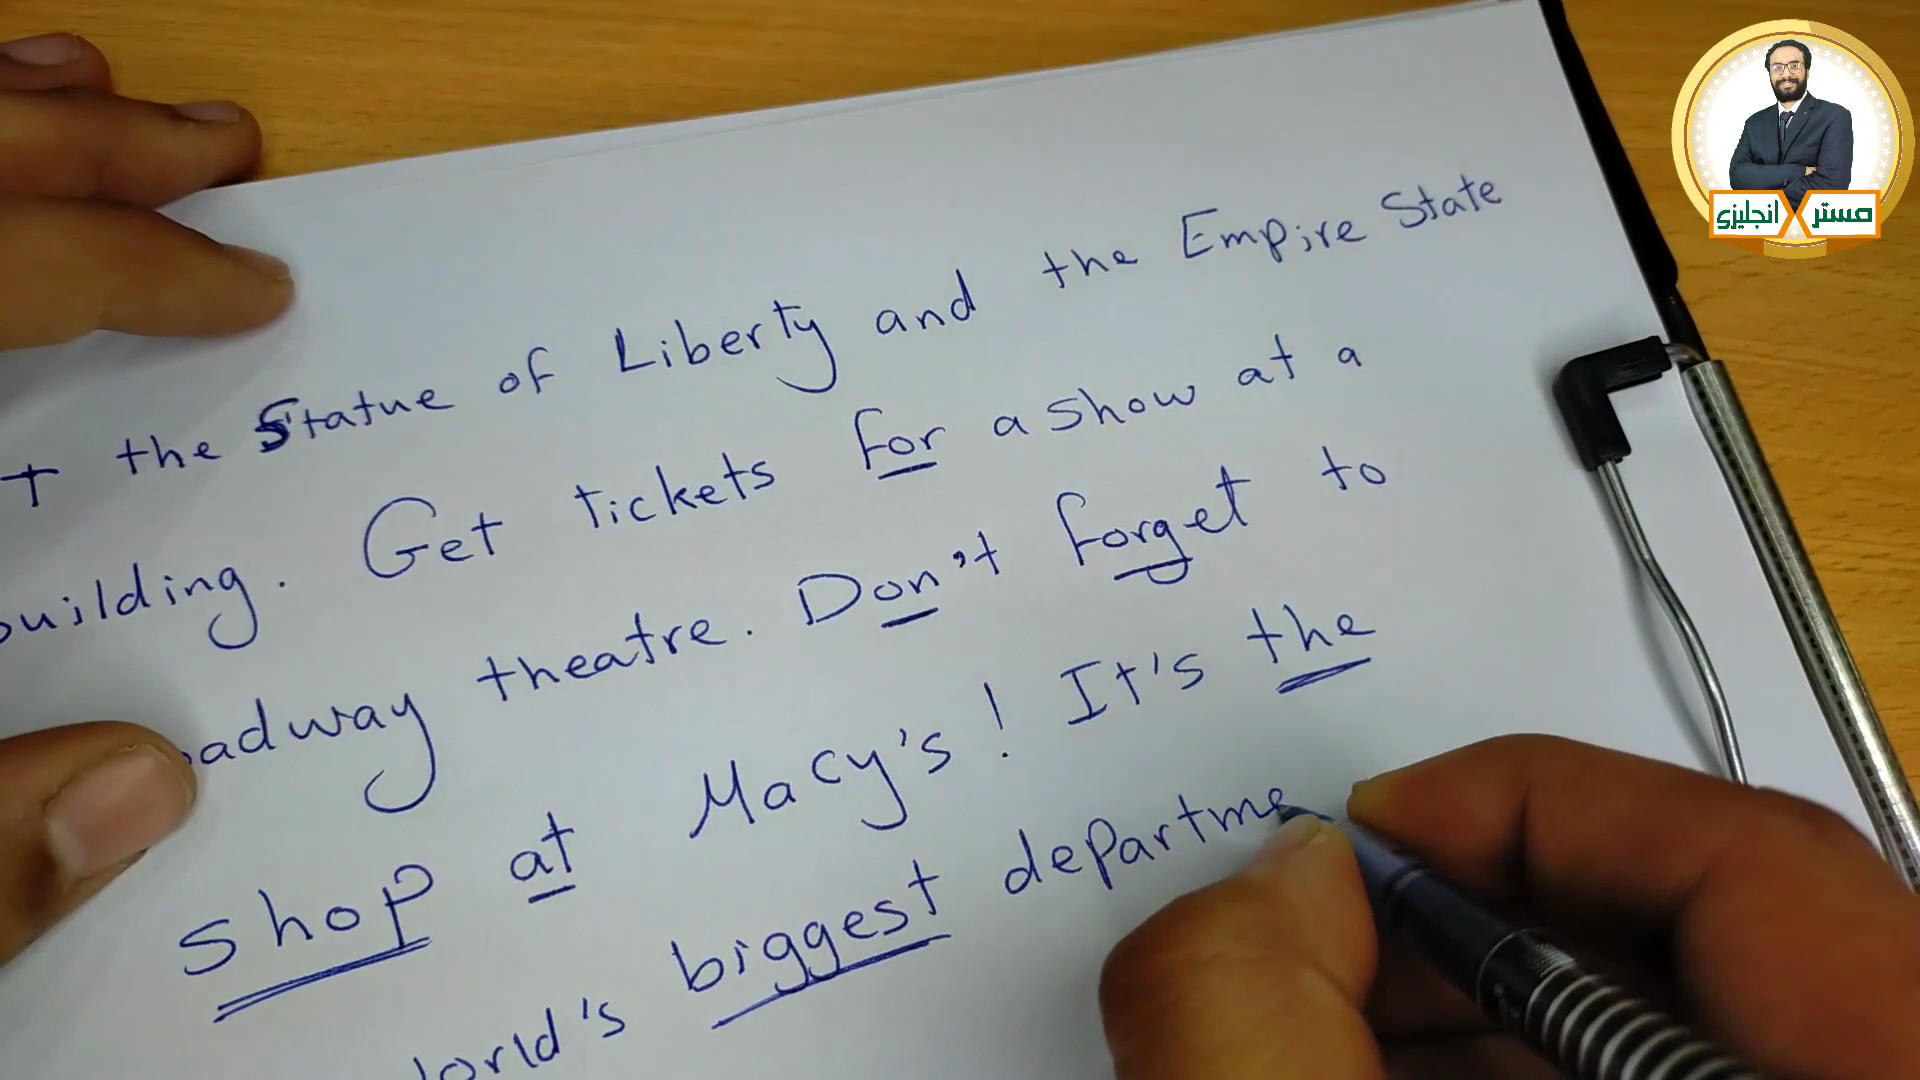 the Statue of Liberty and the Empire State
building. Get tickets for a show at a
theatre. Don't forget to
shop at Macy's! It's the
biggest departme
مستر X انجليزي